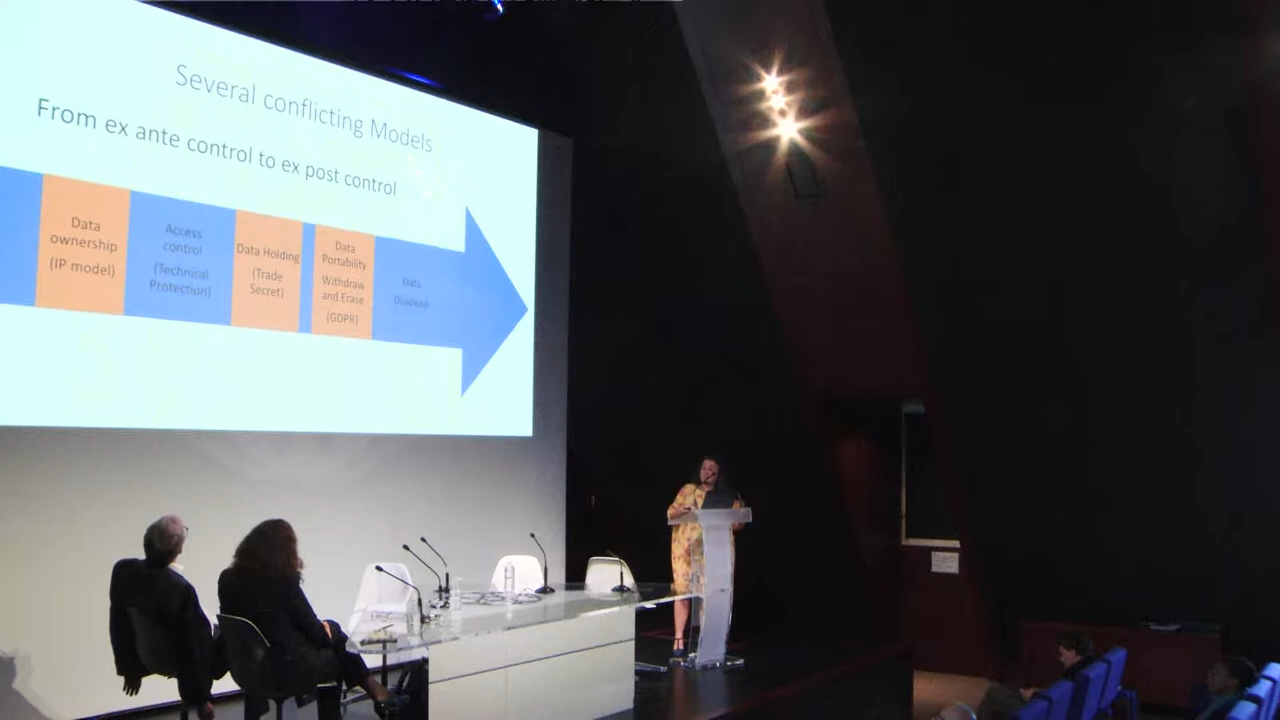 Several conflicting Models
From ex ante control to ex post control
Data
ownership
(IP model)
Access
control
(Technical
Protection)
Data Holding
(Trade
Secret)
Data
Portability
Withdraw
and Erase
(GDPR)
Data
Dividend